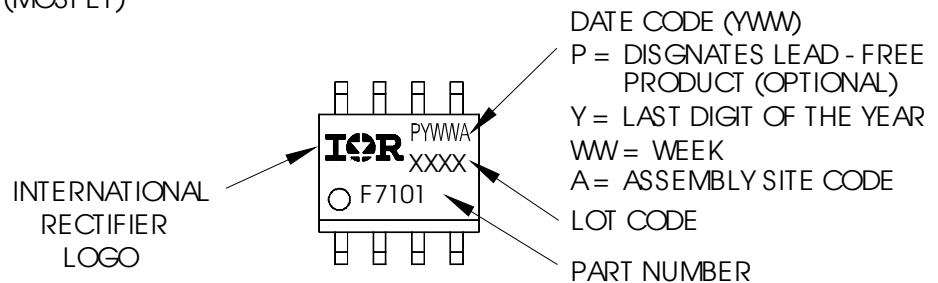 (MOSFET)
DATE CODE (YWW)
P = DISGNATES LEAD - FREE
PRODUCT (OPTIONAL)
Y = LAST DIGIT OF THE YEAR
WW = WEEK
A = ASSEMBLY SITE CODE
LOT CODE
PART NUMBER
INTERNATIONAL
RECTIFIER
LOGO
IOR
PYWWA
XXXX
F7101